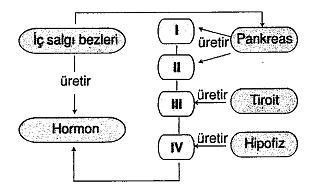 İç salgı bezleri
I
üretir
Pankreas
üretir
II
III
üretir
Tiroit
Hormon
IV
üretir
Hipofiz